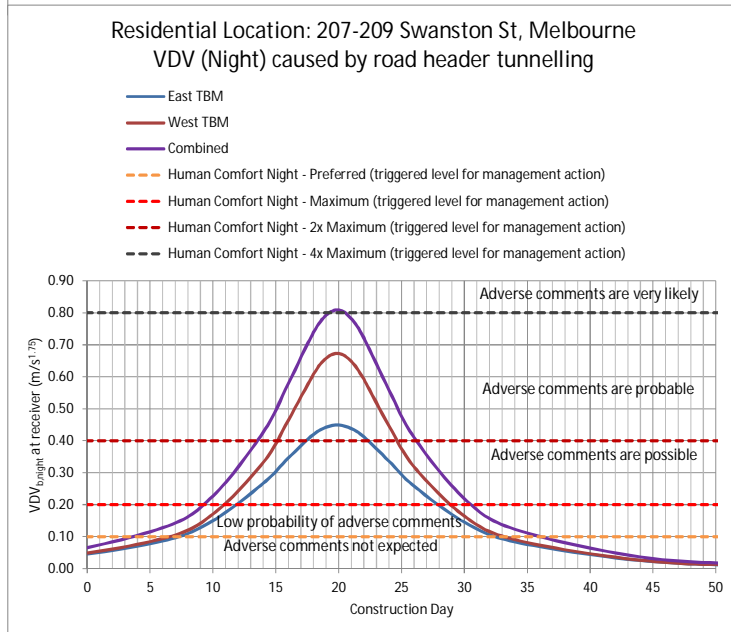 Residential Location: 207-209 Swanston St, Melbourne
VDV (Night) caused by road header tunnelling
East TBM
West TBM
Combined
Human Comfort Night - Preferred (triggered level for management action)
Human Comfort Night - Maximum (triggered level for management action)
Human Comfort Night - 2x Maximum (triggered level for management action)
Human Comfort Night - 4x Maximum (triggered level for management action)
VDVb,night at receiver (m/s1.75)
0.90
0.80
0.70
0.60
0.50
0.40
0.30
0.20
0.10
0.00
Adverse comments are very likely
Adverse comments are probable
Adverse comments are possible
Low probability of adverse comments
Adverse comments not expected
0 5 10 15 20 25 30 35 40 45 50
Construction Day